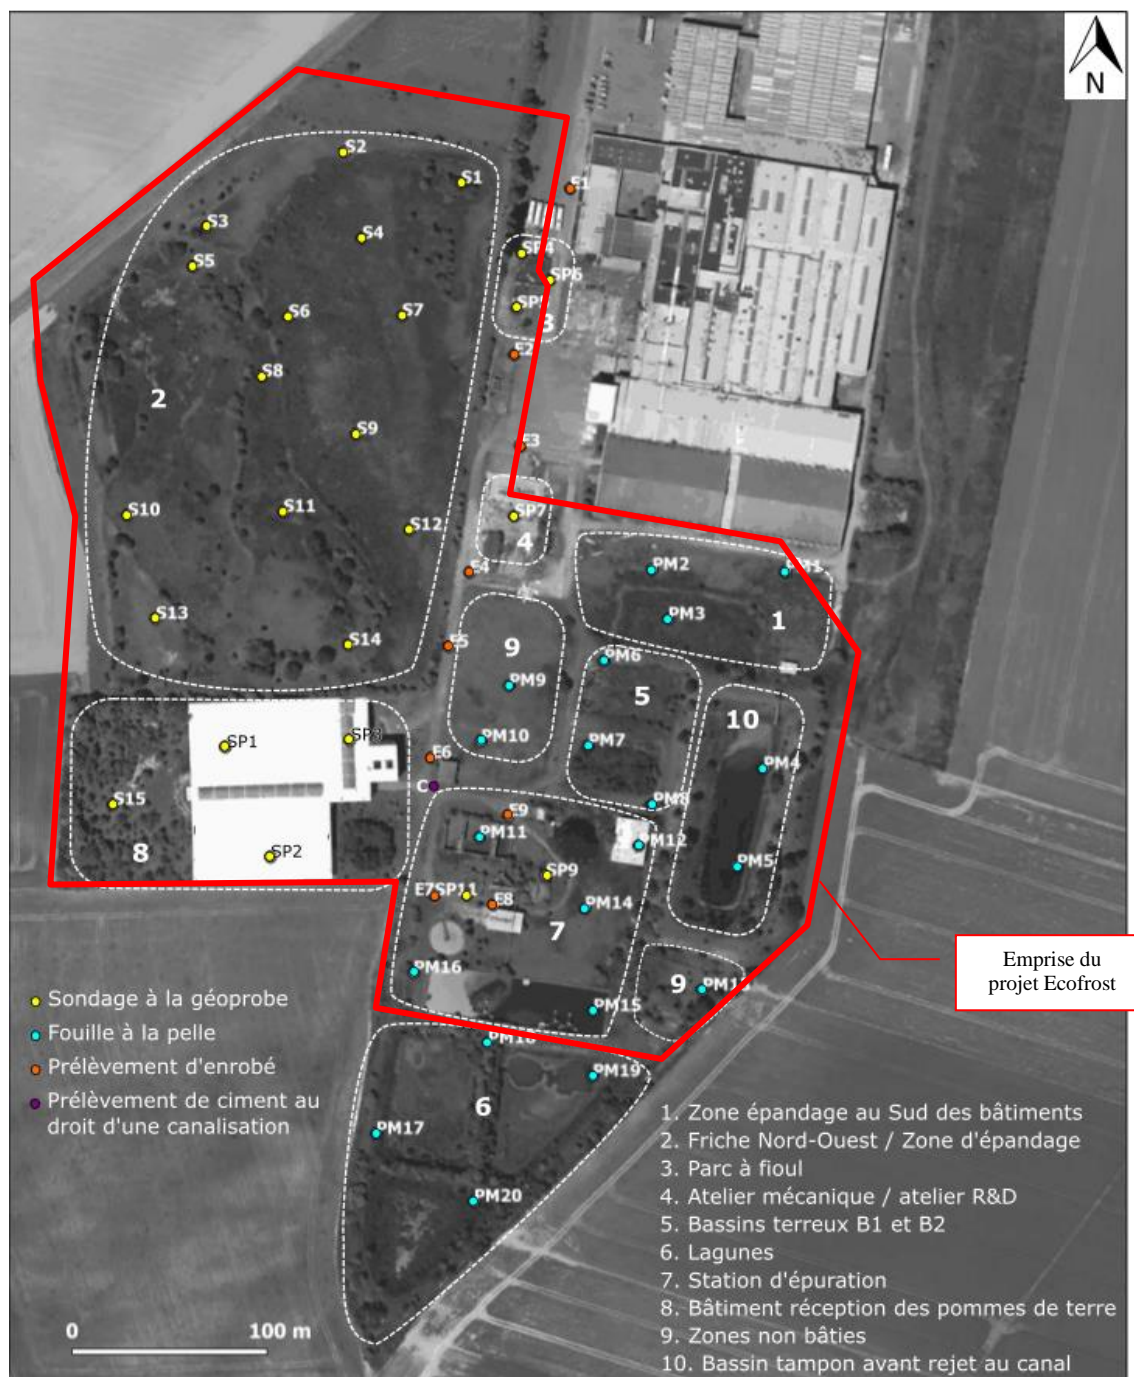 N
S2
S1
E1
S3
S4
S5
SP4
SP6
S6
S7
SP5
3
E2
S8
2
S9
E3
S10
S11
SP7
S12
4
E4
PM2
PM1
S13
PM3
1
S14
E5
9
PM6
PM9
5
10
SP1
SP3
PM10
PM7
E6
PM4
C
S15
PM8
E9
8
SP2
PM11
PM12
SP9
PM5
E7
SP11
E8
PM14
7
PM16
9
PM13
PM15
Emprise du
projet Ecofrost
Sondage à la géoprobe
Fouille à la pelle
Prélèvement d'enrobé
Prélèvement de ciment au
droit d'une canalisation
PM18
PM19
6
PM17
PM20
1. Zone épandage au Sud des bâtiments
2. Friche Nord-Ouest / Zone d'épandage
3. Parc à fioul
4. Atelier mécanique / atelier R&D
5. Bassins terreux B1 et B2
6. Lagunes
7. Station d'épuration
8. Bâtiment réception des pommes de terre
9. Zones non bâties
10. Bassin tampon avant rejet au canal
0 100 m